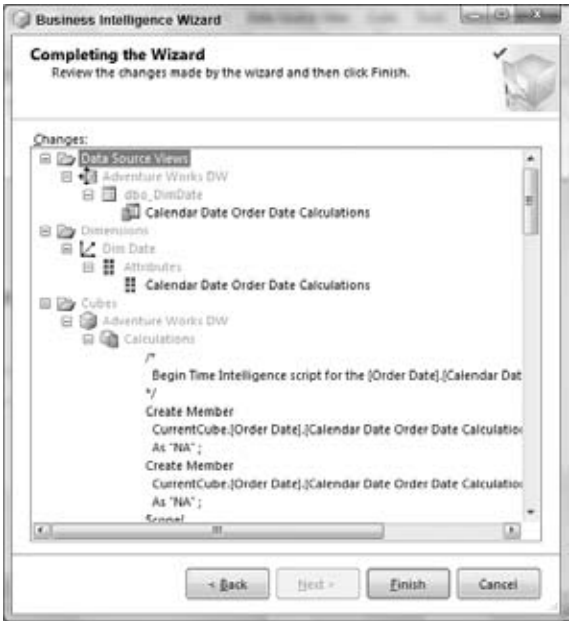 Business Intelligence Wizard
Completing the Wizard
Review the changes made by the wizard and then click Finish.
Changes:
Data Source Views
Adventure Works DW
dbo_DimDate
Calendar Date Order Date Calculations
Dimensions
Dim Date
Attributes
Calendar Date Order Date Calculations
Cubes
Adventure Works DW
Calculations
/*
Begin Time Intelligence script for the [Order Date].[Calendar Dat
*/
Create Member
CurrentCube.[Order Date].[Calendar Date Order Date Calculation
As "NA" ;
Create Member
CurrentCube.[Order Date].[Calendar Date Order Date Calculation
As "NA" ;
Scope(
< Back
Next >
Finish
Cancel